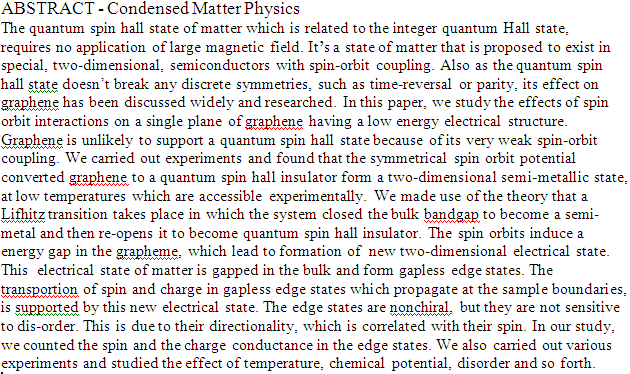 ABSTRACT - Condensed Matter Physics
The quantum spin hall state of matter which is related to the integer quantum Hall state,
requires no application of large magnetic field. It's a state of matter that is proposed to exist in
special, two-dimensional, semiconductors with spin-orbit coupling. Also as the quantum spin
hall state doesn't break any discrete symmetries, such as time-reversal or parity, its effect on
graphene has been discussed widely and researched. In this paper, we study the effects of spin
orbit interactions on a single plane of graphene having a low energy electrical structure.
Graphene is unlikely to support a quantum spin hall state because of its very weak spin-orbit
coupling. We carried out experiments and found that the symmetrical spin orbit potential
converted graphene to a quantum spin hall insulator form a two-dimensional semi-metallic state,
at low temperatures which are accessible experimentally. We made use of the theory that a
Lifhitz transition takes place in which the system closed the bulk bandgap to become a semi-
metal and then re-opens it to become quantum spin hall insulator. The spin orbits induce a
energy gap in the grapheme, which lead to formation of new two-dimensional electrical state.
This electrical state of matter is gapped in the bulk and form gapless edge states. The
transportion of spin and charge in gapless edge states which propagate at the sample boundaries,
is supported by this new electrical state. The edge states are nonchiral, but they are not sensitive
to dis-order. This is due to their directionality, which is correlated with their spin. In our study,
we counted the spin and the charge conductance in the edge states. We also carried out various
experiments and studied the effect of temperature, chemical potential, disorder and so forth.